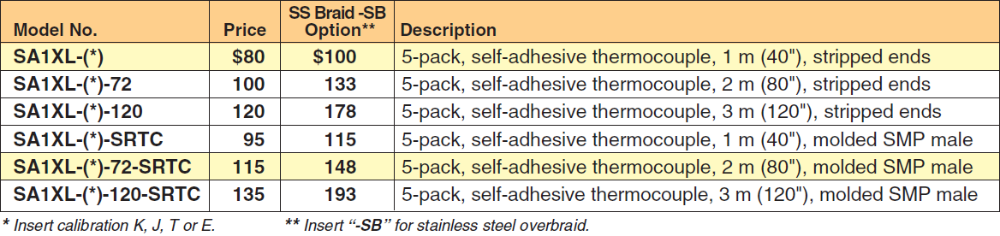 SS Braid -SB
Model No. Price Option** Description
SA1XL-(*) $80 $100 5-pack, self-adhesive thermocouple, 1 m (40"), stripped ends
SA1XL-(*)-72 100 133 5-pack, self-adhesive thermocouple, 2 m (80"), stripped ends
SA1XL-(*)-120 120 178 5-pack, self-adhesive thermocouple, 3 m (120"), stripped ends
SA1XL-(*)-SRTC 95 115 5-pack, self-adhesive thermocouple, 1 m (40"), molded SMP male
SA1XL-(*)-72-SRTC 115 148 5-pack, self-adhesive thermocouple, 2 m (80"), molded SMP male
SA1XL-(*)-120-SRTC 135 193 5-pack, self-adhesive thermocouple, 3 m (120"), molded SMP male
* Insert calibration K, J, T or E. ** Insert “-SB” for stainless steel overbraid.